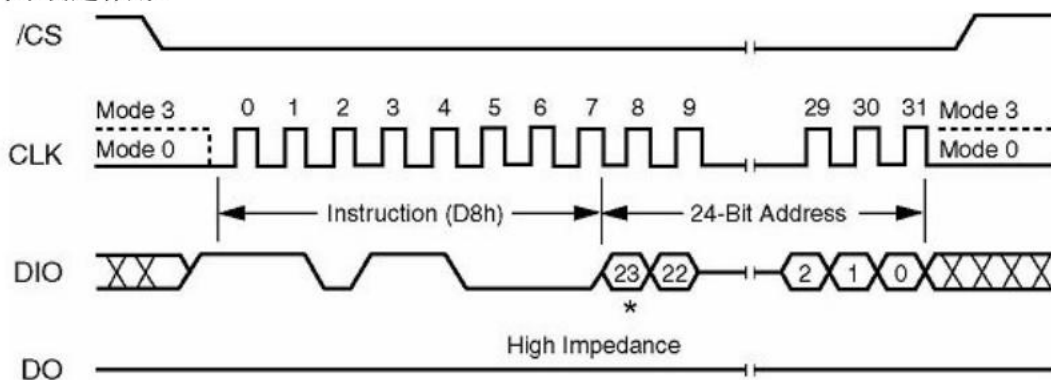 /CS
0 1 2 3 4 5 6 7 8 9 29 30 31
Mode 3 Mode 3
CLK Mode 0 Mode 0
Instruction (D8h) 24-Bit Address
DIO 23 22 2 1 0
*
High Impedance
DO